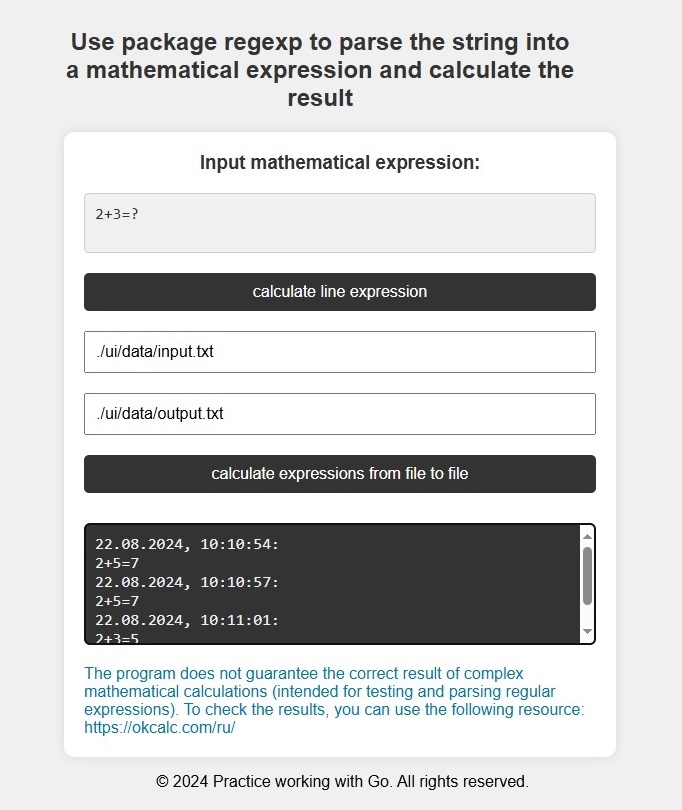 Use package regexp to parse the string into
a mathematical expression and calculate the
result
Input mathematical expression:
2+3=?
calculate line expression
./ui/data/input.txt
./ui/data/output.txt
calculate expressions from file to file
22.08.2024, 10:10:54:
2+5=7
22.08.2024, 10:10:57:
2+5=7
22.08.2024, 10:11:01:
2+3=5
The program does not guarantee the correct result of complex
mathematical calculations (intended for testing and parsing regular
expressions). To check the results, you can use the following resource:
https://okcalc.com/ru/
© 2024 Practice working with Go. All rights reserved.